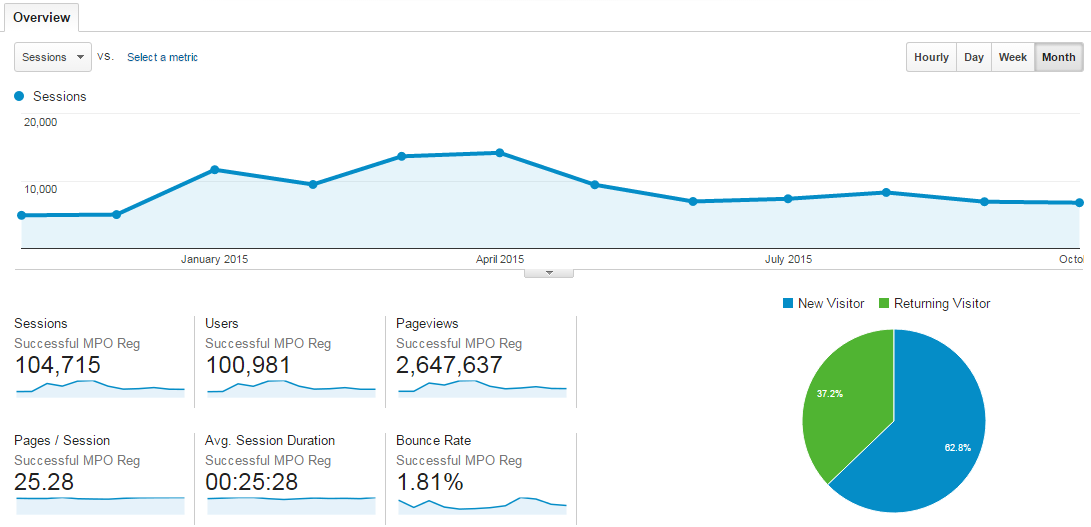 Overview
Sessions VS. Select a metric
Hourly Day Week Month
Sessions
20,000
10,000
January 2015 April 2015 July 2015 Octo
New Visitor Returning Visitor
Sessions
Successful MPO Reg
104,715
Users
Successful MPO Reg
100,981
Pageviews
Successful MPO Reg
2,647,637
Pages / Session
Successful MPO Reg
25.28
Avg. Session Duration
Successful MPO Reg
00:25:28
Bounce Rate
Successful MPO Reg
1.81%
37.2%
62.8%